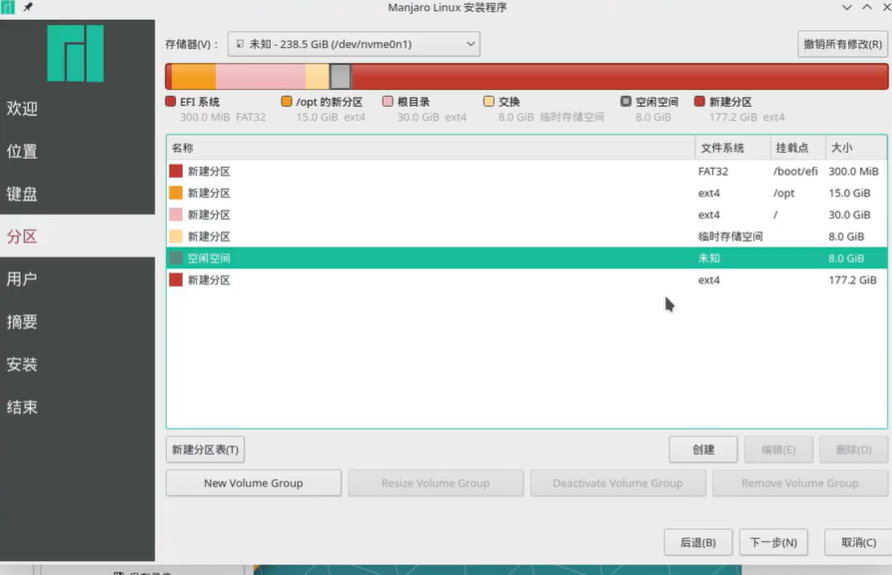 Manjaro Linux 安装程序
存储器(V)： 未知 - 238.5 GiB (/dev/nvme0n1) 撤销所有修改(R)
EFI 系统 /opt 的新分区 根目录 交换 空闲空间 新建分区
300.0 MiB FAT32 15.0 GiB ext4 30.0 GiB ext4 8.0 GiB 临时存储空间 8.0 GiB 177.2 GiB ext4
欢迎
位置
键盘
分区
用户
摘要
安装
结束
名称 文件系统 挂载点 大小
新建分区 FAT32 /boot/efi 300.0 MiB
新建分区 ext4 /opt 15.0 GiB
新建分区 ext4 / 30.0 GiB
新建分区 临时存储空间 8.0 GiB
空闲空间 未知 8.0 GiB
新建分区 ext4 177.2 GiB
新建分区表(T) 创建 编辑(E) 删除(D)
New Volume Group Resize Volume Group Deactivate Volume Group Remove Volume Group
后退(B) 下一步(N) 取消(C)